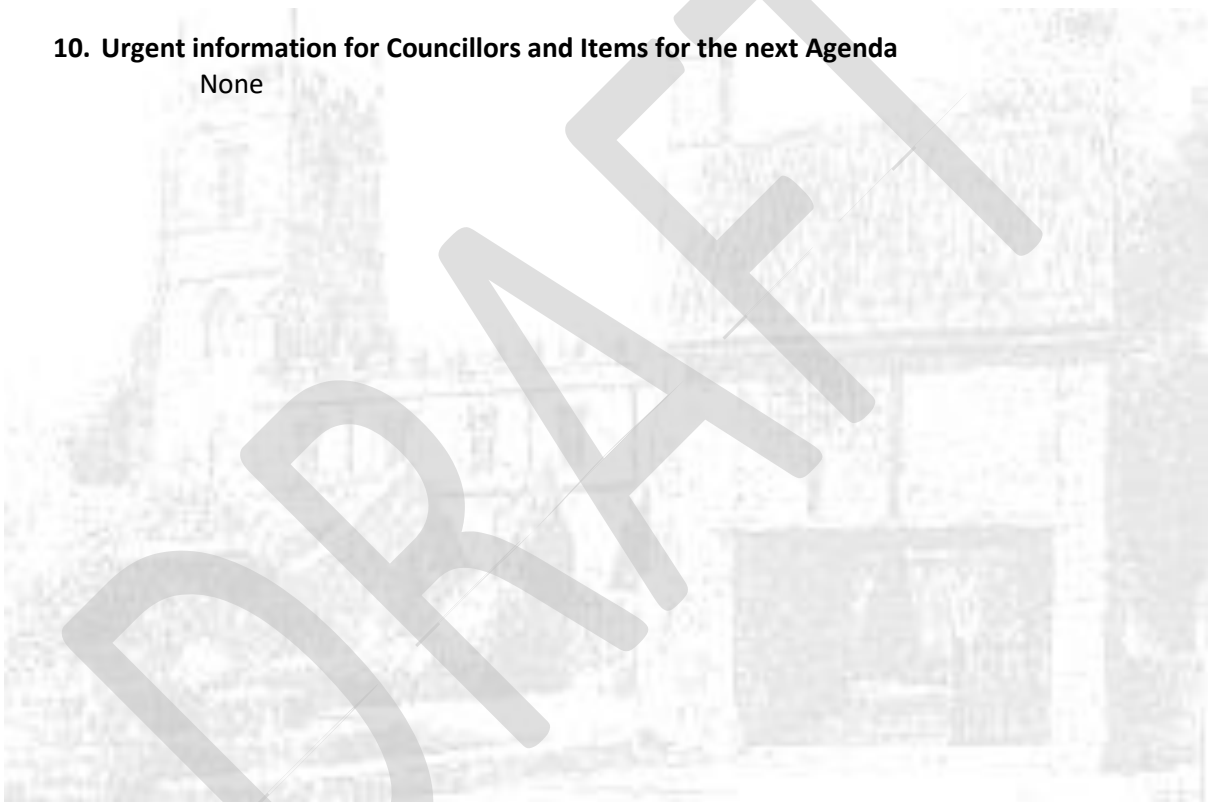 10. Urgent information for Councillors and Items for the next Agenda
None
DRAFT